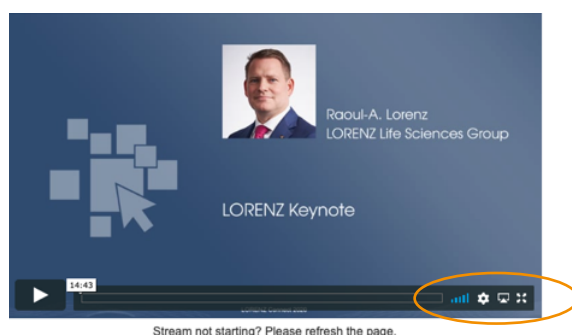 Raoul-A. Lorenz
LORENZ Life Sciences Group
LORENZ Keynote
14:43
Stream not starting? Please refresh the page.